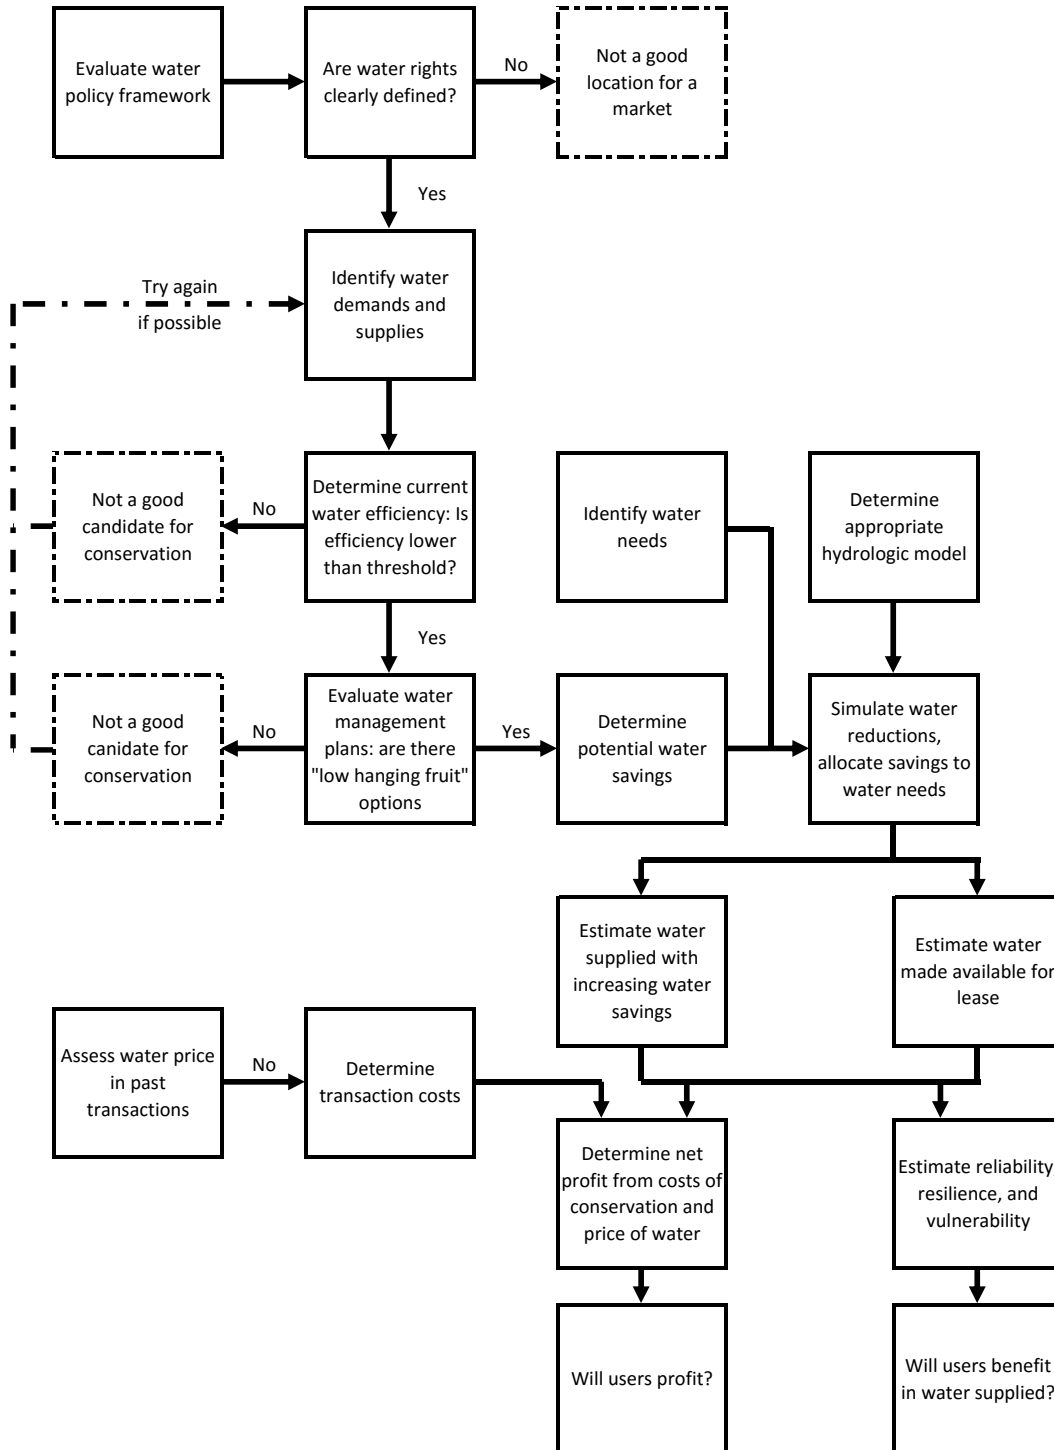 Evaluate water
policy framework
Are water rights
clearly defined?
No
Not a good
location for a
market
Yes
Try again
if possible
Identify water
demands and
supplies
Not a good
candidate for
conservation
No
Determine current
water efficiency: Is
efficiency lower
than threshold?
Identify water
needs
Determine
appropriate
hydrologic model
Yes
Not a good
canidate for
conservation
No
Evaluate water
management
plans: are there
"low hanging fruit"
options
Yes
Determine
potential water
savings
Simulate water
reductions,
allocate savings to
water needs
Estimate water
supplied with
increasing water
savings
Estimate water
made available for
lease
Assess water price
in past
transactions
No
Determine
transaction costs
Determine net
profit from costs of
conservation and
price of water
Estimate reliability,
resilience, and
vulnerability
Will users profit?
Will users benefit
in water supplied?